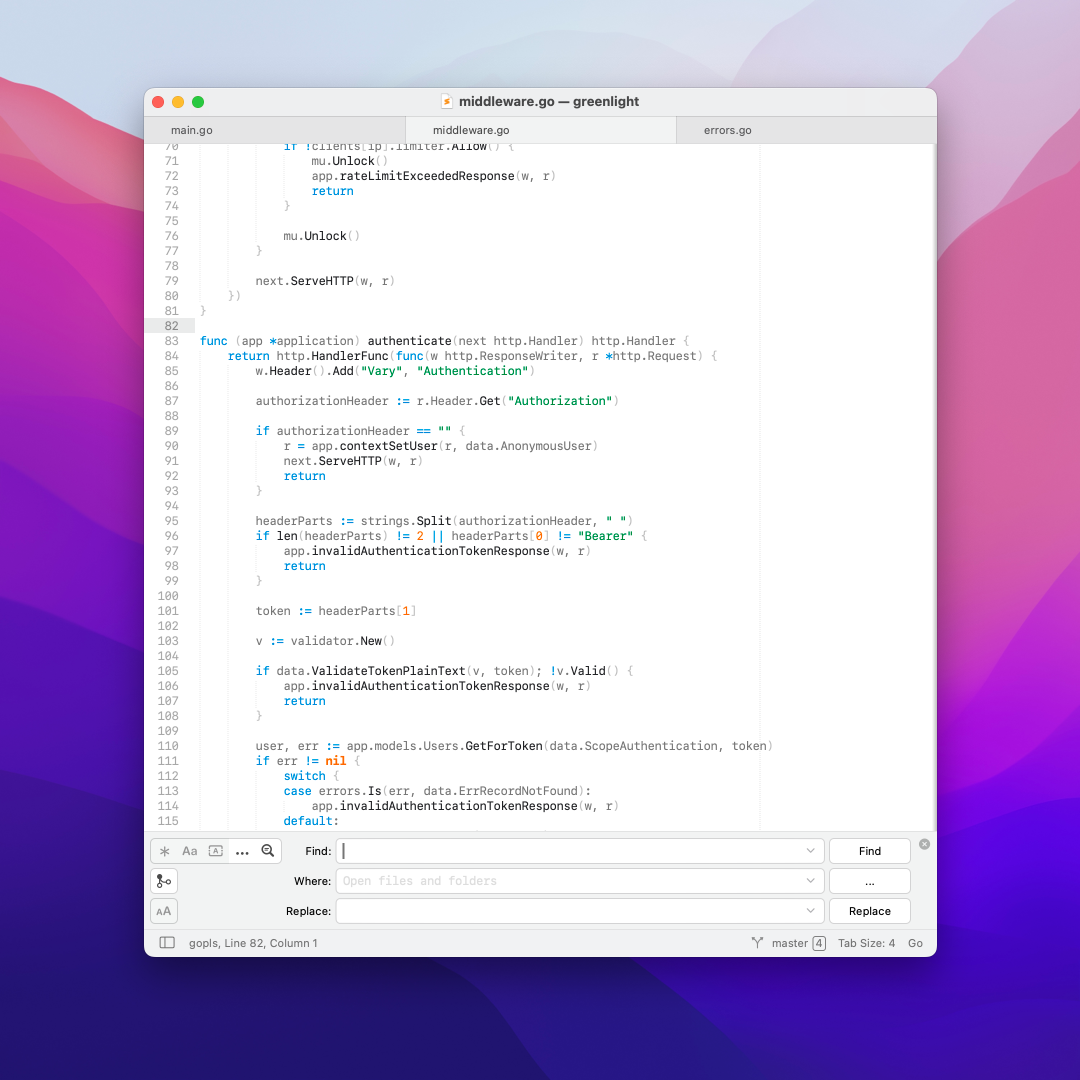 middleware.go — greenlight
main.go middleware.go errors.go
70 if !clients[ip].limiter.Allow() {
71 mu.Unlock()
72 app.rateLimitExceededResponse(w, r)
73 return
74 }
75
76 mu.Unlock()
77 }
78
79 next.ServeHTTP(w, r)
80 })
81 }
82
83 func (app *application) authenticate(next http.Handler) http.Handler {
84 return http.HandlerFunc(func(w http.ResponseWriter, r *http.Request) {
85 w.Header().Add("Vary", "Authentication")
86
87 authorizationHeader := r.Header.Get("Authorization")
88
89 if authorizationHeader == "" {
90 r = app.contextSetUser(r, data.AnonymousUser)
91 next.ServeHTTP(w, r)
92 return
93 }
94
95 headerParts := strings.Split(authorizationHeader, " ")
96 if len(headerParts) != 2 || headerParts[0] != "Bearer" {
97 app.invalidAuthenticationTokenResponse(w, r)
98 return
99 }
100
101 token := headerParts[1]
102
103 v := validator.New()
104
105 if data.ValidateTokenPlainText(v, token); !v.Valid() {
106 app.invalidAuthenticationTokenResponse(w, r)
107 return
108 }
109
110 user, err := app.models.Users.GetForToken(data.ScopeAuthentication, token)
111 if err != nil {
112 switch {
113 case errors.Is(err, data.ErrRecordNotFound):
114 app.invalidAuthenticationTokenResponse(w, r)
115 default:
Aa A ... Find: Find
Where: Open files and folders ...
AA Replace: Replace
gopls, Line 82, Column 1 master 4 Tab Size: 4 Go